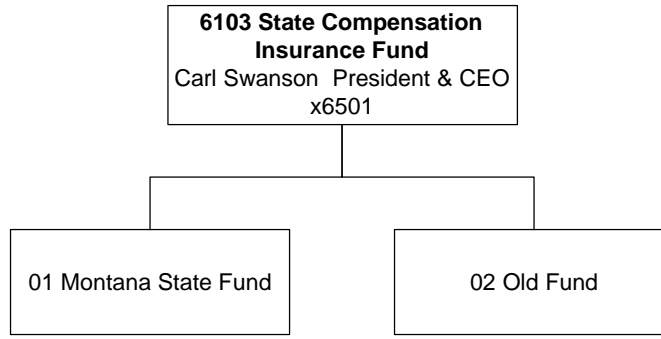 6103 State Compensation
Insurance Fund
Carl Swanson  President & CEO
x6501
01 Montana State Fund
02 Old Fund